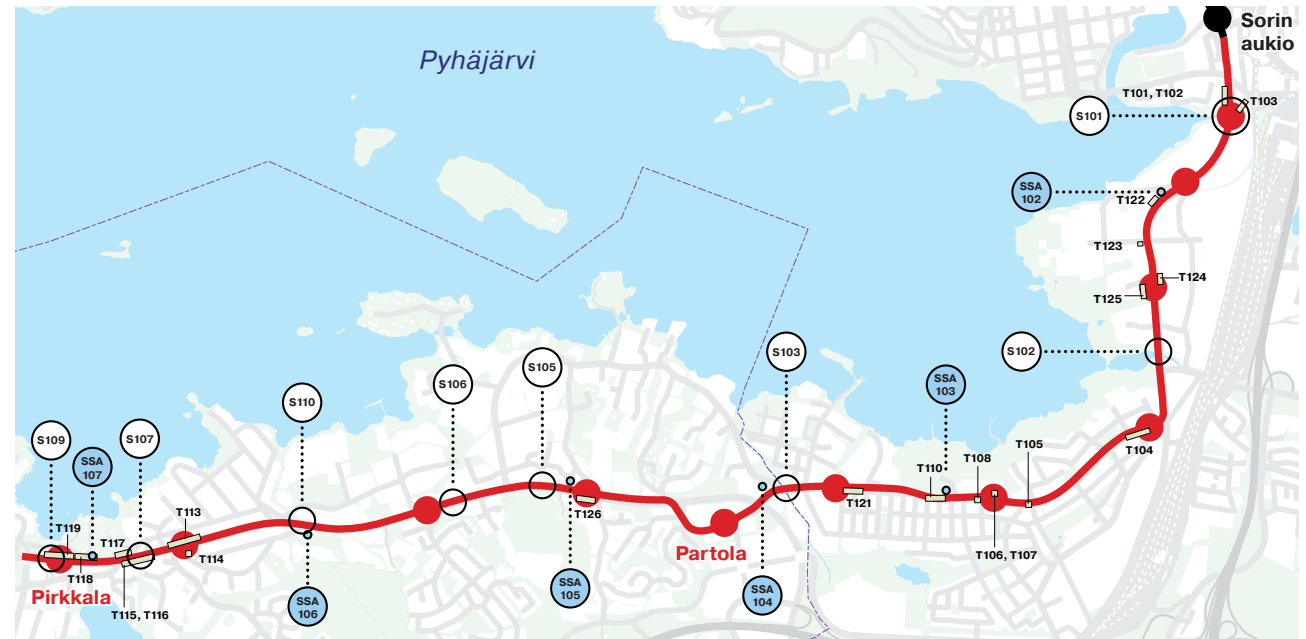 Sorin
aukio
Pyhäjärvi
T101, T102
T103
S101
SSA
102
T122
T123
T124
T125
S102
S103
SSA
103
S105
S106
S110
S107
S109
SSA
107
T104
T105
T108
T110
T121
T106, T107
T126
Partola
SSA
104
SSA
105
SSA
106
T113
T114
T117
T119
T118
T115, T116
Pirkkala